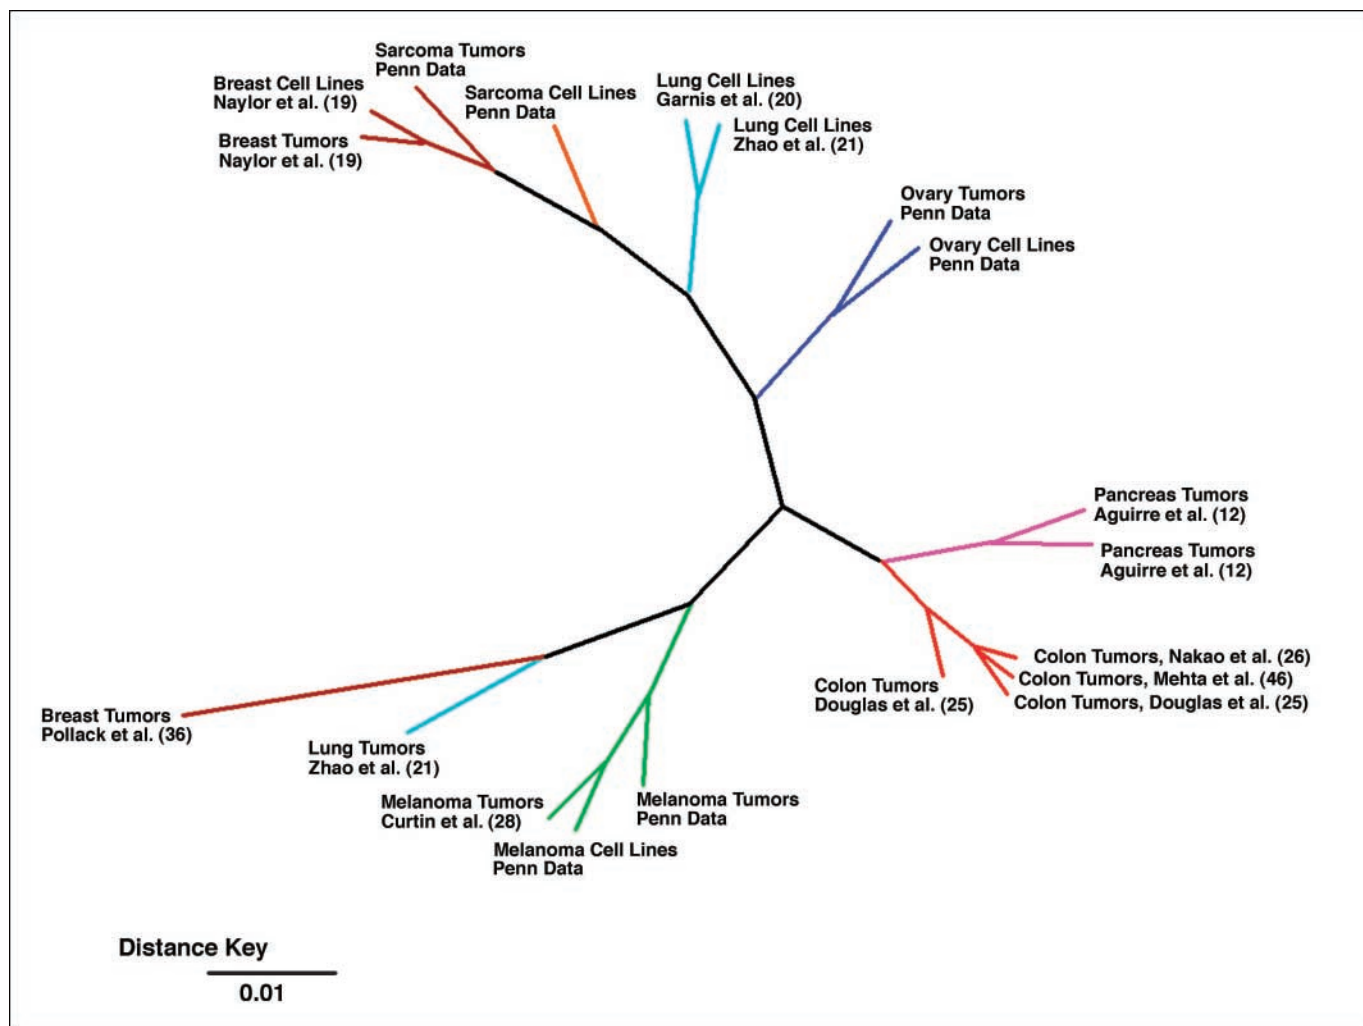 Sarcoma Tumors
Penn Data
Breast Cell Lines
Naylor et al. (19)
Sarcoma Cell Lines
Penn Data
Breast Tumors
Naylor et al. (19)
Lung Cell Lines
Garnis et al. (20)
Lung Cell Lines
Zhao et al. (21)
Ovary Tumors
Penn Data
Ovary Cell Lines
Penn Data
Pancreas Tumors
Aguirre et al. (12)
Pancreas Tumors
Aguirre et al. (12)
Colon Tumors, Nakao et al. (26)
Colon Tumors, Mehta et al. (46)
Colon Tumors, Douglas et al. (25)
Colon Tumors
Douglas et al. (25)
Breast Tumors
Pollack et al. (36)
Lung Tumors
Zhao et al. (21)
Melanoma Tumors
Curtin et al. (28)
Melanoma Tumors
Penn Data
Melanoma Cell Lines
Penn Data
Distance Key
0.01